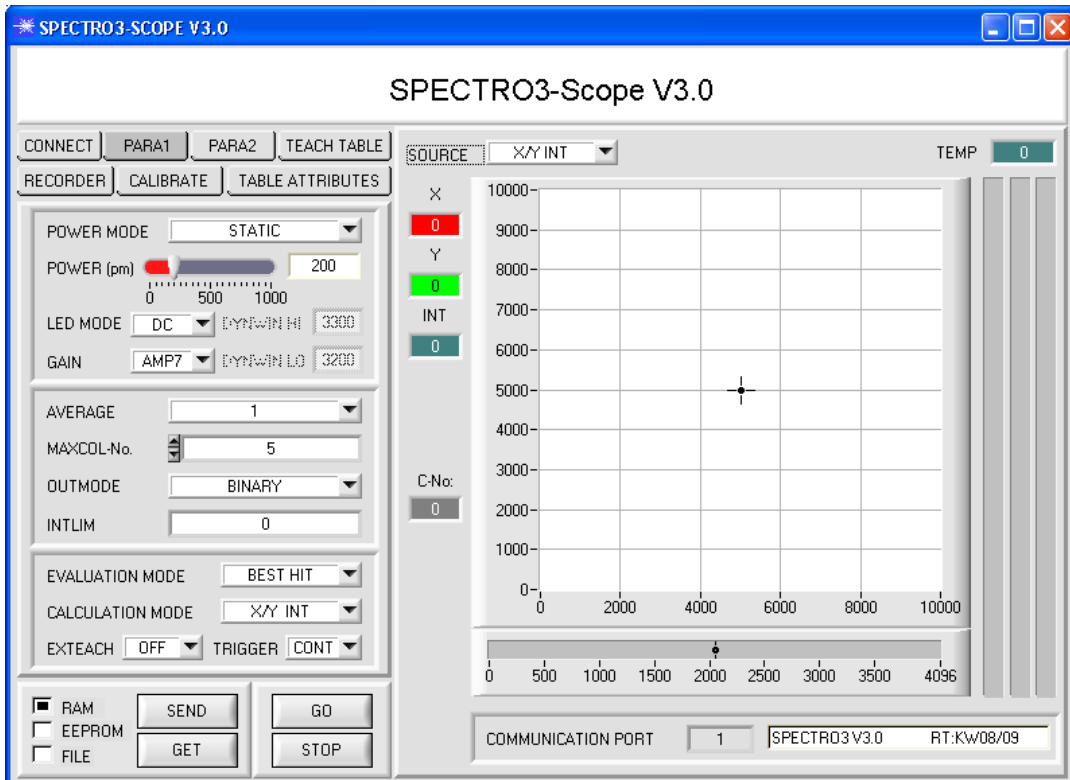 SPECTRO3-SCOPE V3.0
SPECTRO3-Scope V3.0
CONNECT PARA1 PARA2 TEACH TABLE
RECORDER CALIBRATE TABLE ATTRIBUTES
POWER MODE STATIC
POWER (pm) 200
0 500 1000
LED MODE DC DYNWIN HI 3300
GAIN AMP7 DYNWIN LO 3200
AVERAGE 1
MAXCOL-No. 5
OUTMODE BINARY
INTLIM 0
EVALUATION MODE BEST HIT
CALCULATION MODE X/Y INT
EXTEACH OFF TRIGGER CONT
RAM
EEPROM
FILE
SEND
GET
GO
STOP
SOURCE X/Y INT
TEMP 0
X
0
Y
0
INT
0
C-No:
0
10000
9000
8000
7000
6000
5000
4000
3000
2000
1000
0
0 2000 4000 6000 8000 10000
0 500 1000 1500 2000 2500 3000 3500 4096
COMMUNICATION PORT 1 SPECTRO3 V3.0 RT:KW08/09